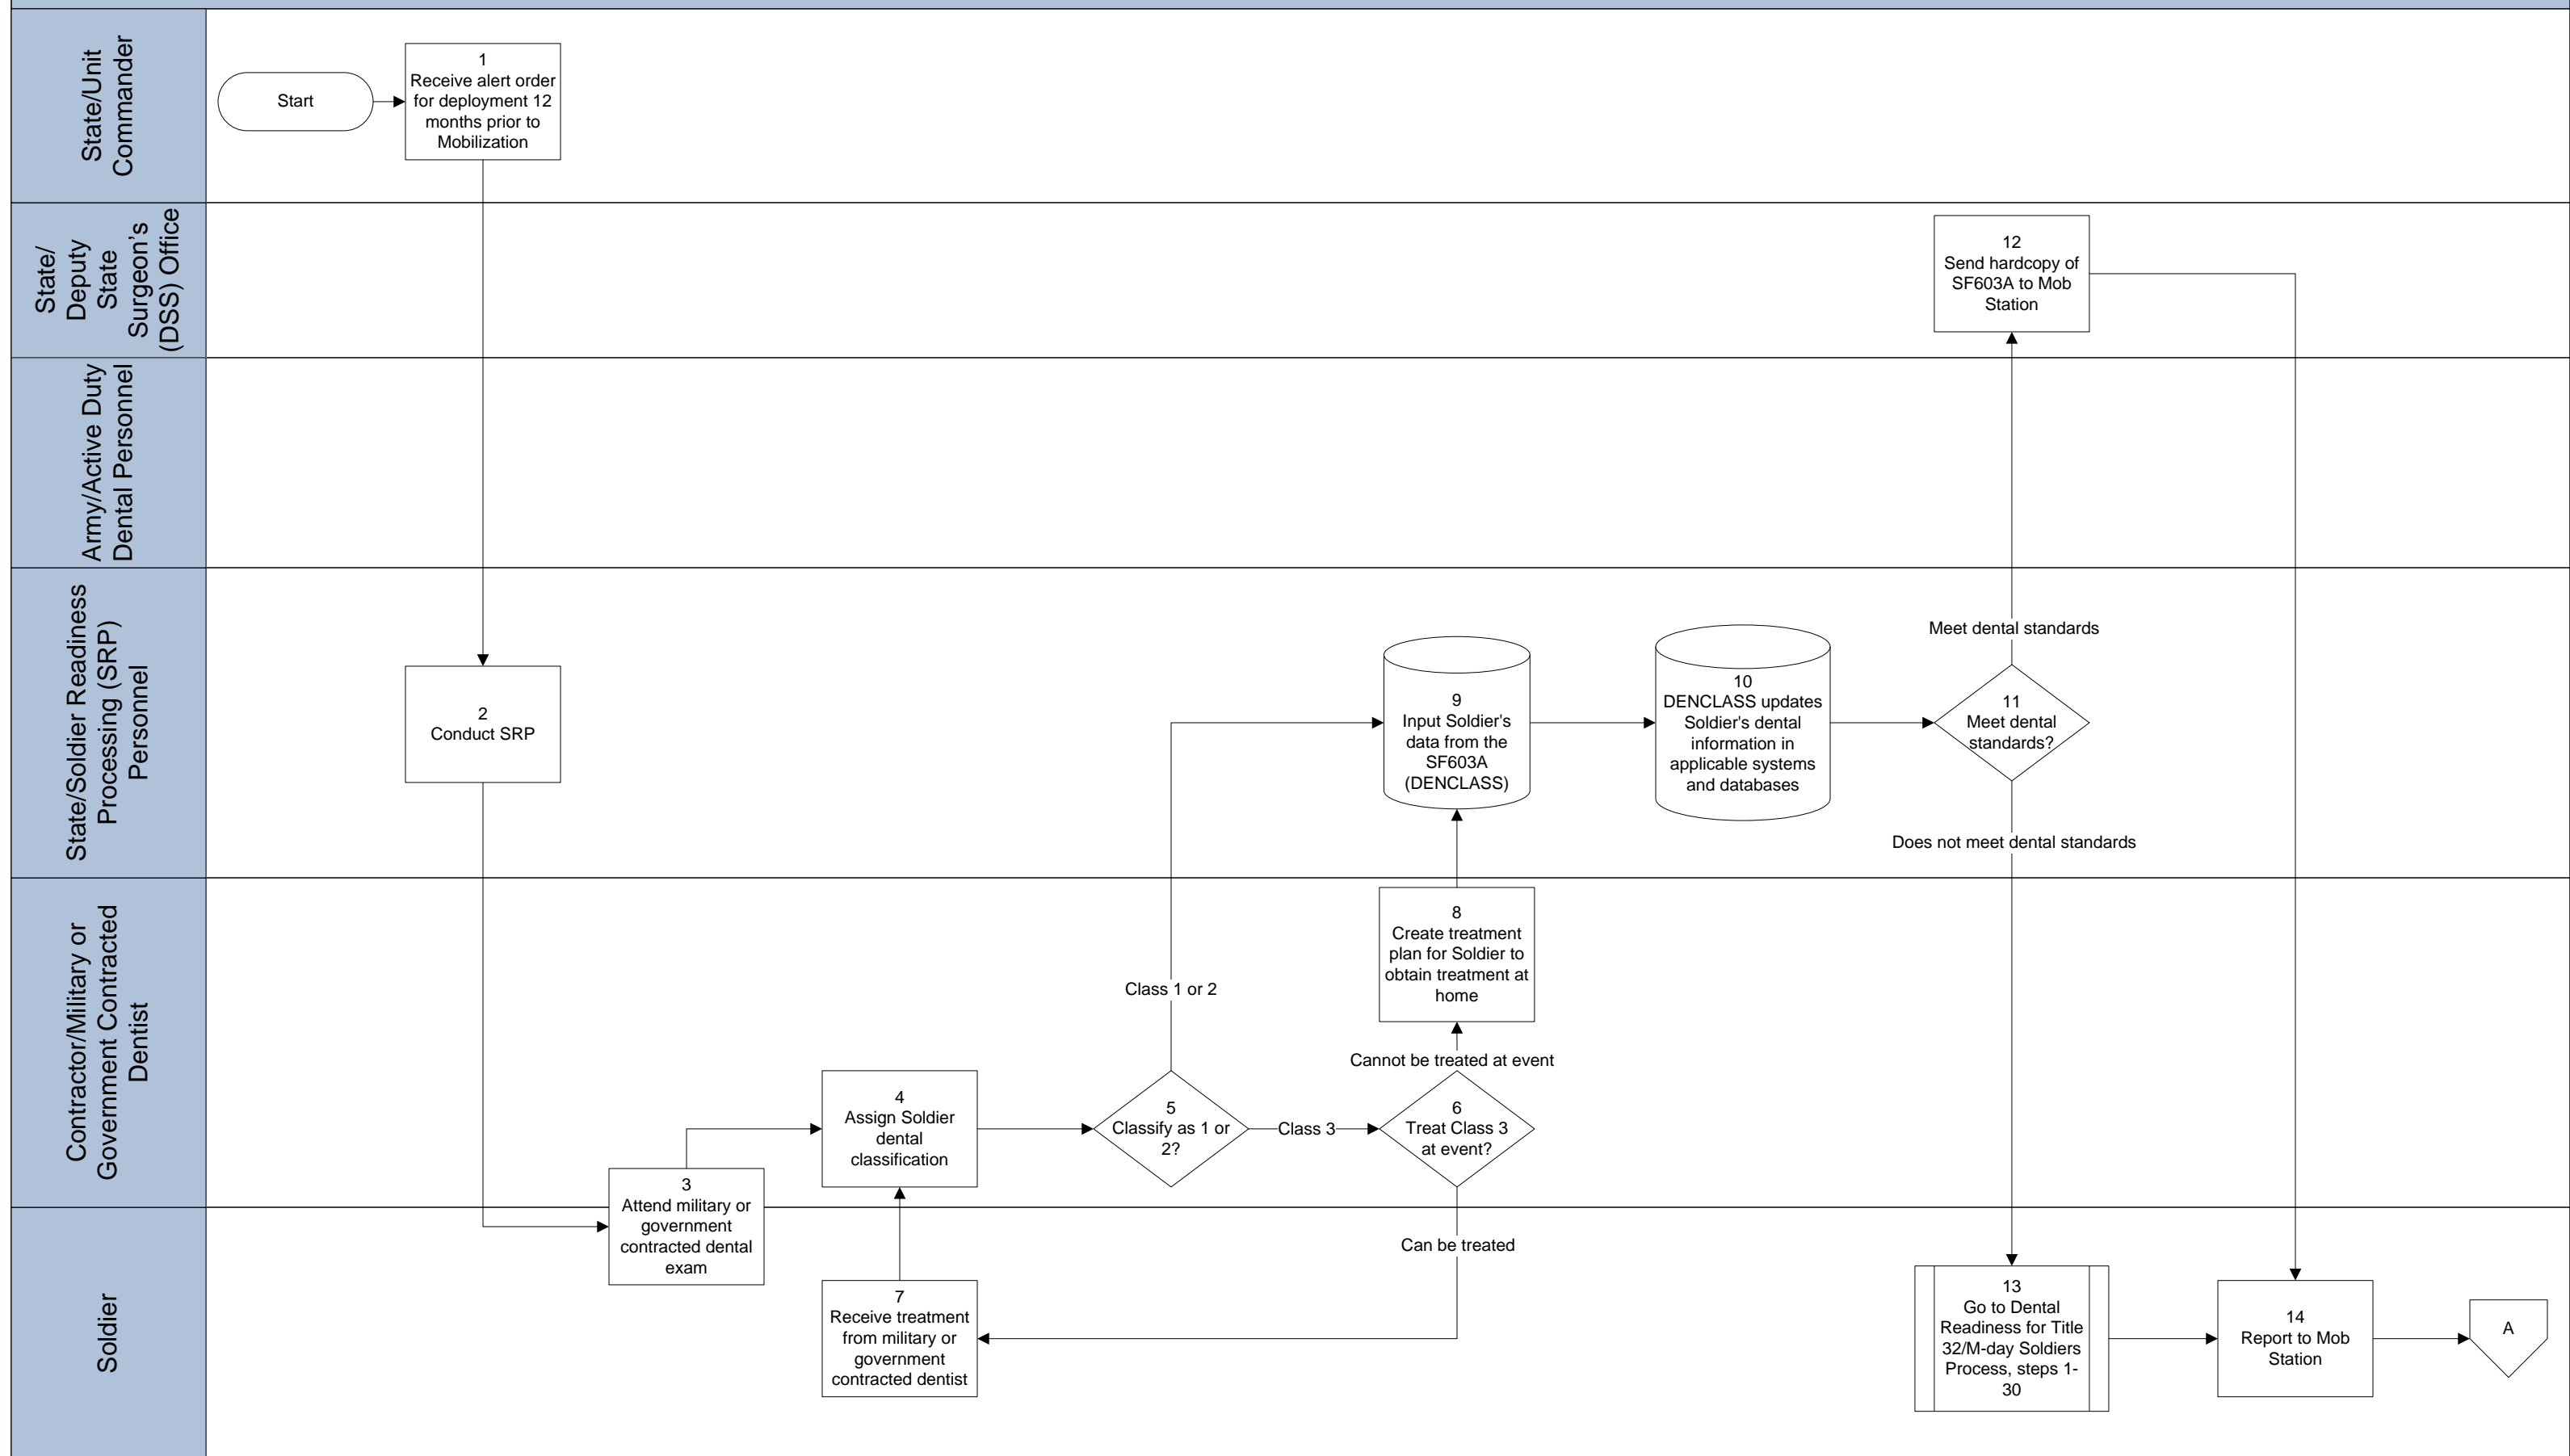 State/Unit
Commander
Start
1
Receive alert order
for deployment 12
months prior to
Mobilization
State/
Deputy
State
Surgeon’s
(DSS) Office
12
Send hardcopy of
SF603A to Mob
Station
Army/Active Duty
Dental Personnel
State/Soldier Readiness
Processing (SRP)
Personnel
2
Conduct SRP
9
Input Soldier's
data from the
SF603A
(DENCLASS)
10
DENCLASS updates
Soldier's dental
information in
applicable systems
and databases
Meet dental standards
11
Meet dental
standards?
Does not meet dental standards
Contractor/Military or
Government Contracted
Dentist
3
Attend military or
government
contracted dental
exam
4
Assign Soldier
dental
classification
Class 1 or 2
5
Classify as 1 or
2?
Class 3
6
Treat Class 3
at event?
Cannot be treated at event
8
Create treatment
plan for Soldier to
obtain treatment at
home
Can be treated
Soldier
7
Receive treatment
from military or
government
contracted dentist
13
Go to Dental
Readiness for Title
32/M-day Soldiers
Process, steps 1-
30
14
Report to Mob
Station
A